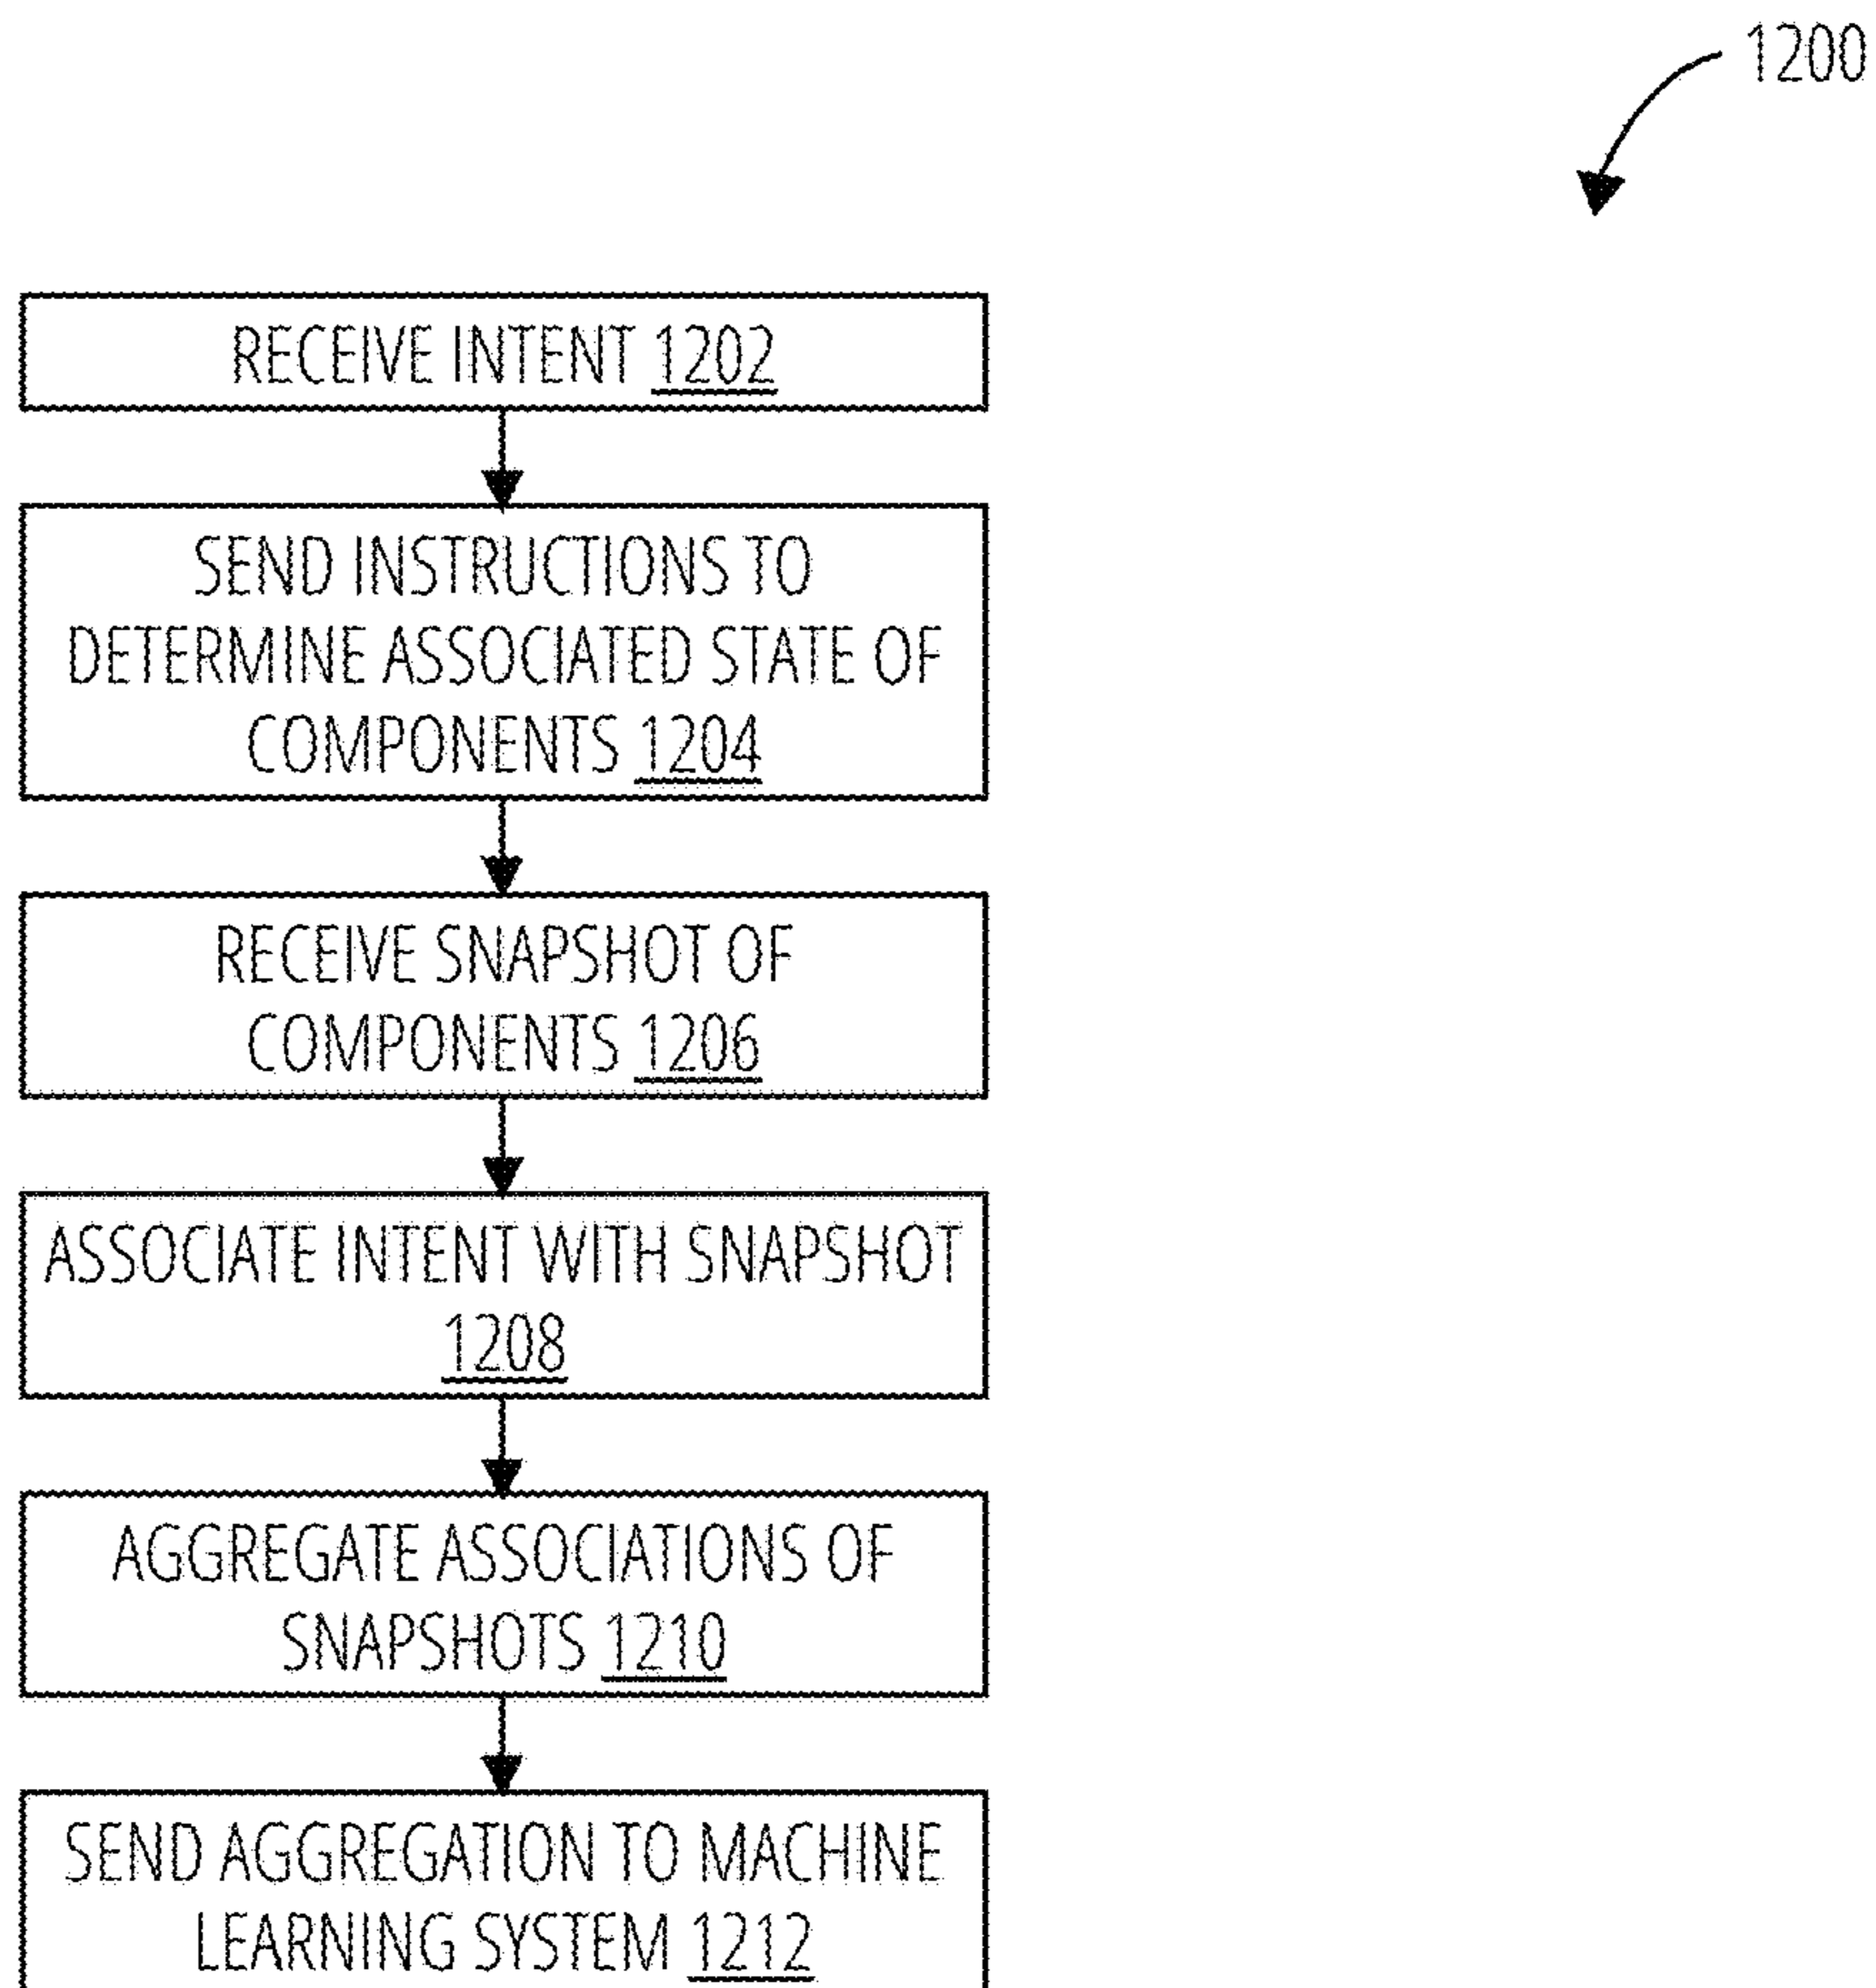 1200
RECEIVE INTENT 1202
SEND INSTRUCTIONS TO
DETERMINE ASSOCIATED STATE OF
COMPONENTS 1204
RECEIVE SNAPSHOT OF
COMPONENTS 1206
ASSOCIATE INTENT WITH SNAPSHOT
1208
AGGREGATE ASSOCIATIONS OF
SNAPSHOTS 1210
SEND AGGREGATION TO MACHINE
LEARNING SYSTEM 1212